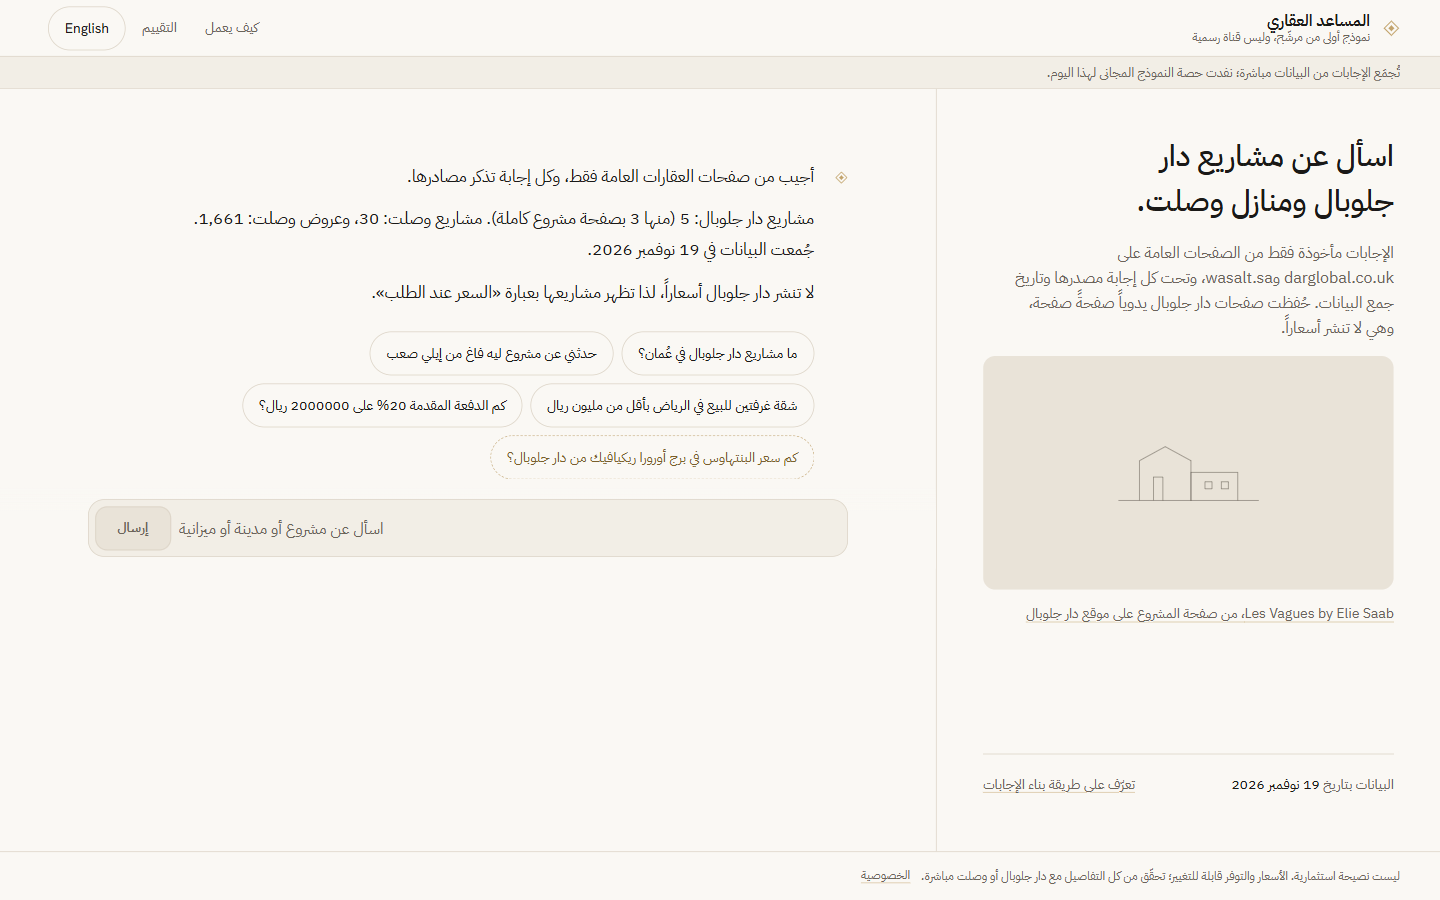 المساعد العقاري
نموذج أولي من مرشّح، وليس قناة رسمية
كيف يعمل
التقييم
English
تُجمَع الإجابات من البيانات مباشرة؛ نفدت حصة النموذج المجاني لهذا اليوم.
اسأل عن مشاريع دار
جلوبال ومنازل وصلت.
الإجابات مأخوذة فقط من الصفحات العامة على
darglobal.co.uk وwasalt.sa، وتحت كل إجابة مصدرها وتاريخ
جمع البيانات. حُفظت صفحات دار جلوبال يدوياً صفحةً صفحة،
وهي لا تنشر أسعاراً.
Les Vagues by Elie Saab، من صفحة المشروع على موقع دار جلوبال
البيانات بتاريخ 19 نوفمبر 2026
تعرّف على طريقة بناء الإجابات
أجيب من صفحات العقارات العامة فقط، وكل إجابة تذكر مصادرها.
مشاريع دار جلوبال: 5 (منها 3 بصفحة مشروع كاملة). مشاريع وصلت: 30، وعروض وصلت: 1,661.
جُمعت البيانات في 19 نوفمبر 2026.
لا تنشر دار جلوبال أسعاراً، لذا تظهر مشاريعها بعبارة «السعر عند الطلب».
ما مشاريع دار جلوبال في عُمان؟
حدثني عن مشروع ليه فاغ من إيلي صعب
شقة غرفتين للبيع في الرياض بأقل من مليون ريال
كم الدفعة المقدمة 20% على 2000000 ريال؟
كم سعر البنتهاوس في برج أورورا ريكيافيك من دار جلوبال؟
اسأل عن مشروع أو مدينة أو ميزانية
إرسال
ليست نصيحة استثمارية. الأسعار والتوفر قابلة للتغيير؛ تحقّق من كل التفاصيل مع دار جلوبال أو وصلت مباشرة.
الخصوصية